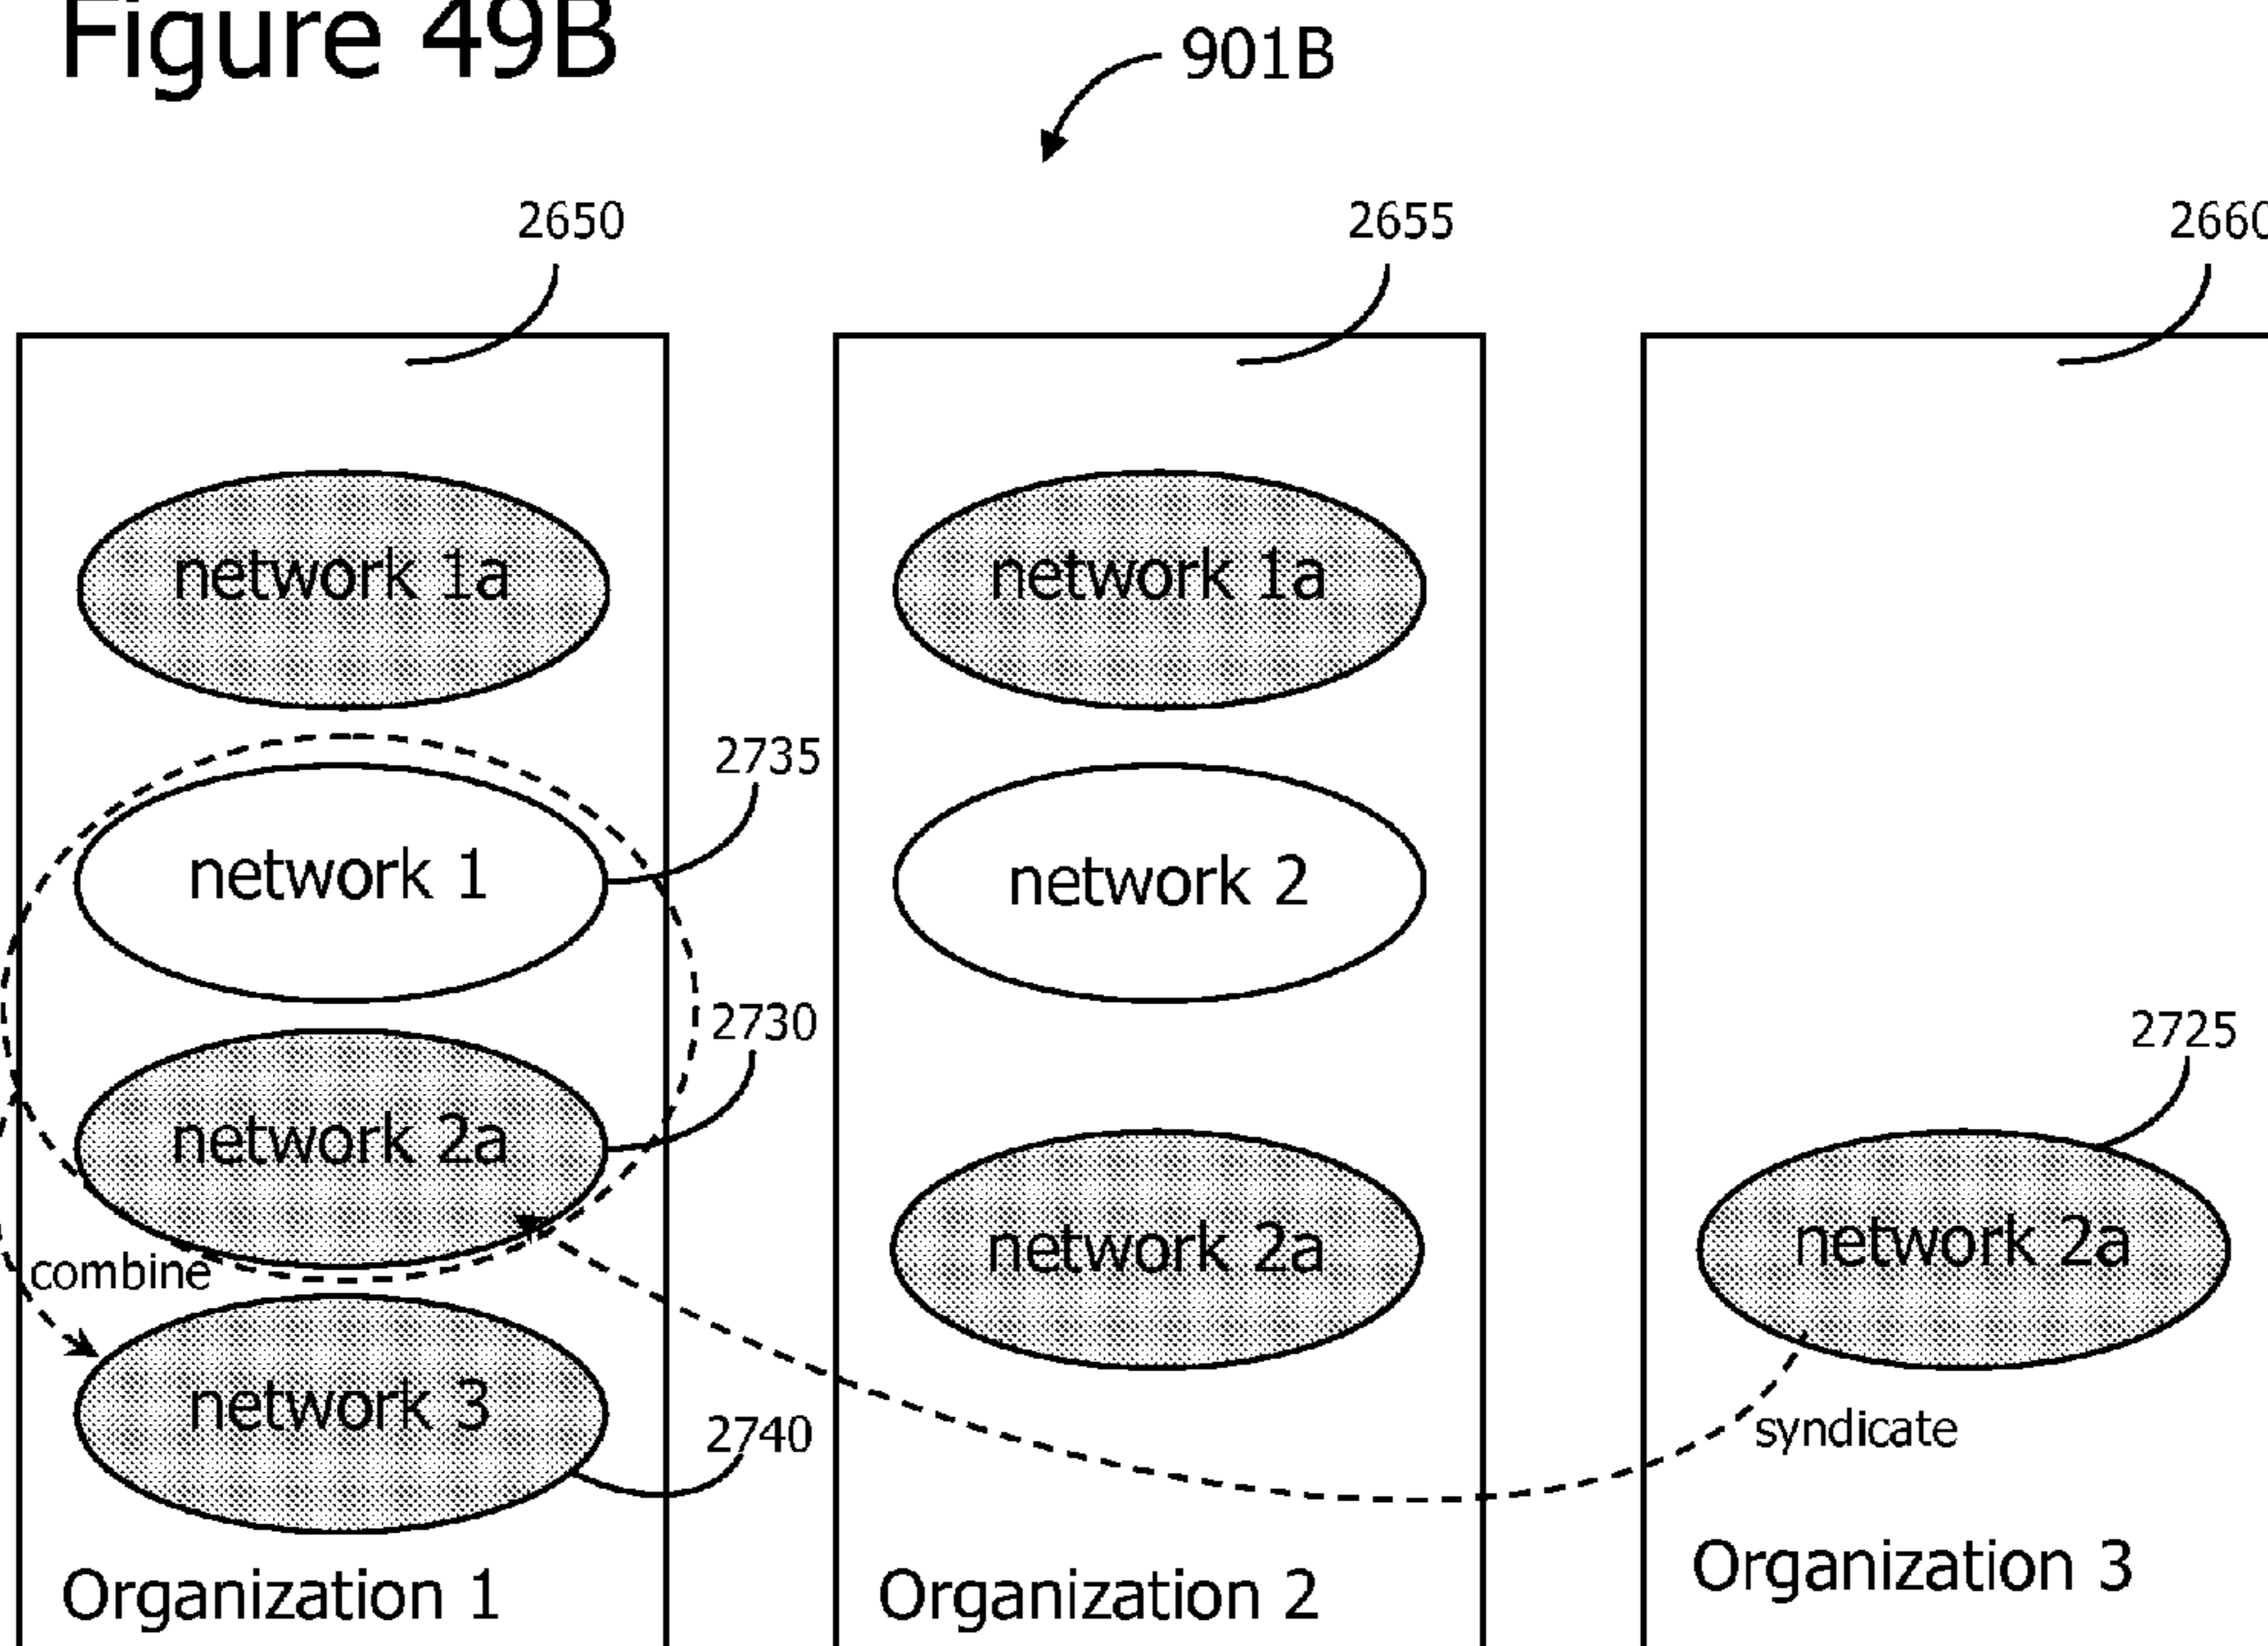 Figure 49B
901B
2650
2655
2660
network 1a
network 1a
2735
network 1
network 2
2730
2725
network 2a
network 2a
network 2a
combine
network 3
2740
syndicate
Organization 1
Organization 2
Organization 3